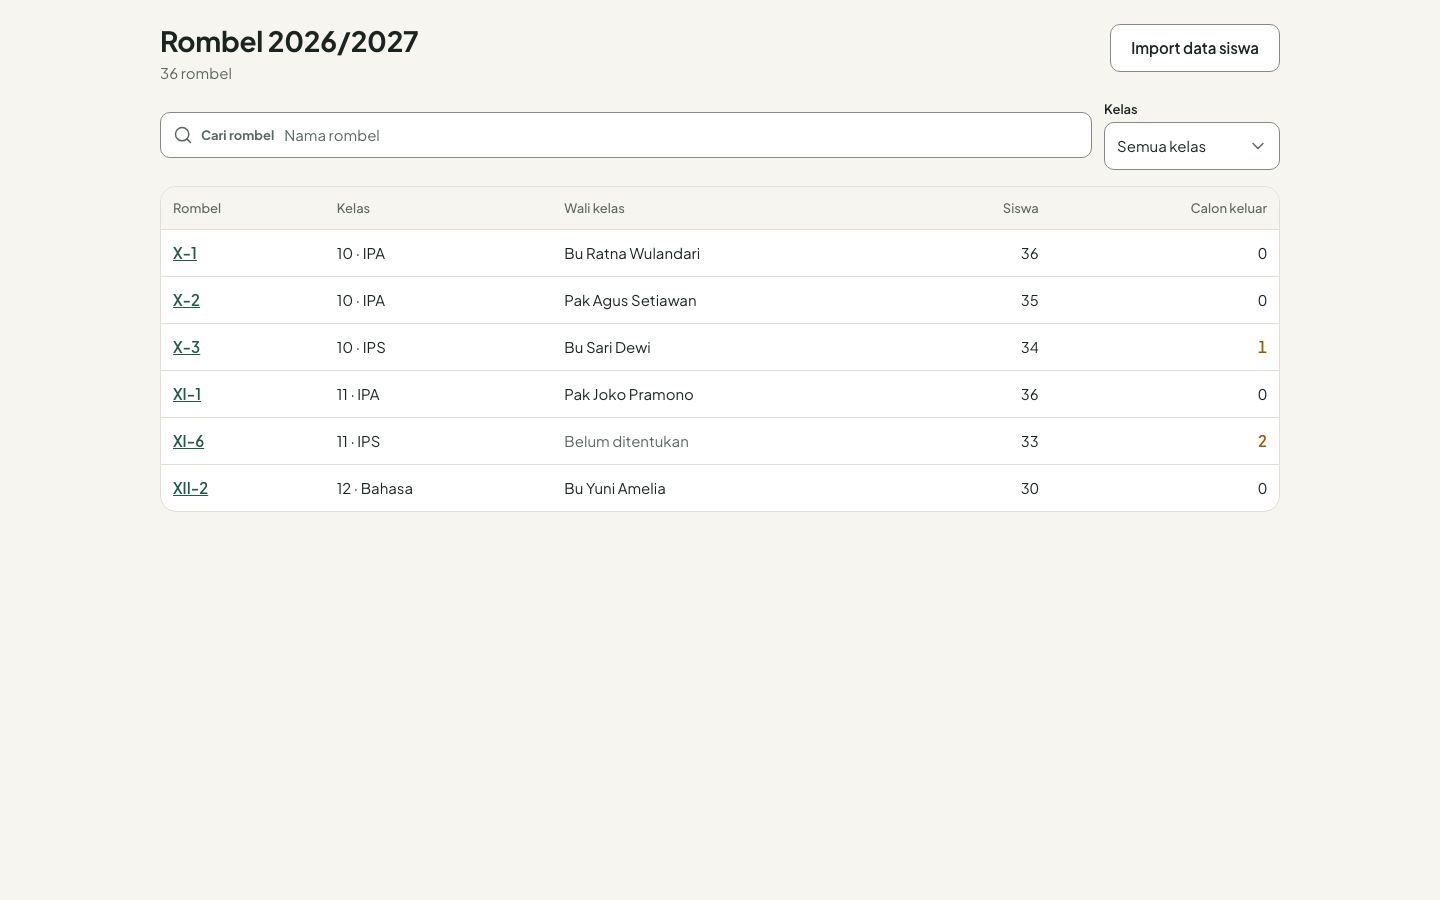 Rombel 2026/2027
36 rombel
Import data siswa
Cari rombel Nama rombel
Kelas
Semua kelas
Rombel Kelas Wali kelas Siswa Calon keluar
X-1 10 · IPA Bu Ratna Wulandari 36 0
X-2 10 · IPA Pak Agus Setiawan 35 0
X-3 10 · IPS Bu Sari Dewi 34 1
XI-1 11 · IPA Pak Joko Pramono 36 0
XI-6 11 · IPS Belum ditentukan 33 2
XII-2 12 · Bahasa Bu Yuni Amelia 30 0